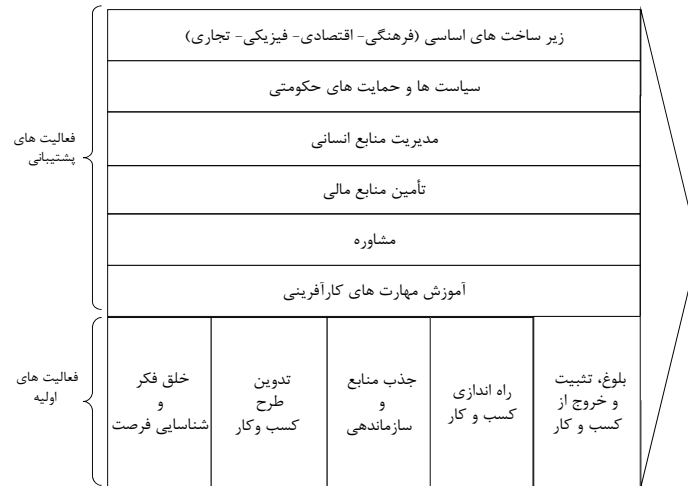 زیر ساخت های اساسی (فرهنگی- اقتصادی- فیزیکی- تجاری)
سیاست ها و حمایت های حکومتی
مدیریت منابع انسانی
تأمین منابع مالی
مشاوره
آموزش مهارت های کارآفرینی
فعالیت های
پشتیبانی
بلوغ، تثبیت
و خروج از
کسب و کار
راه اندازی
کسب و کار
جذب منابع
و
سازماندهی
تدوین
طرح
کسب وکار
خلق فکر
و
شناسایی فرصت
فعالیت های
اولیه